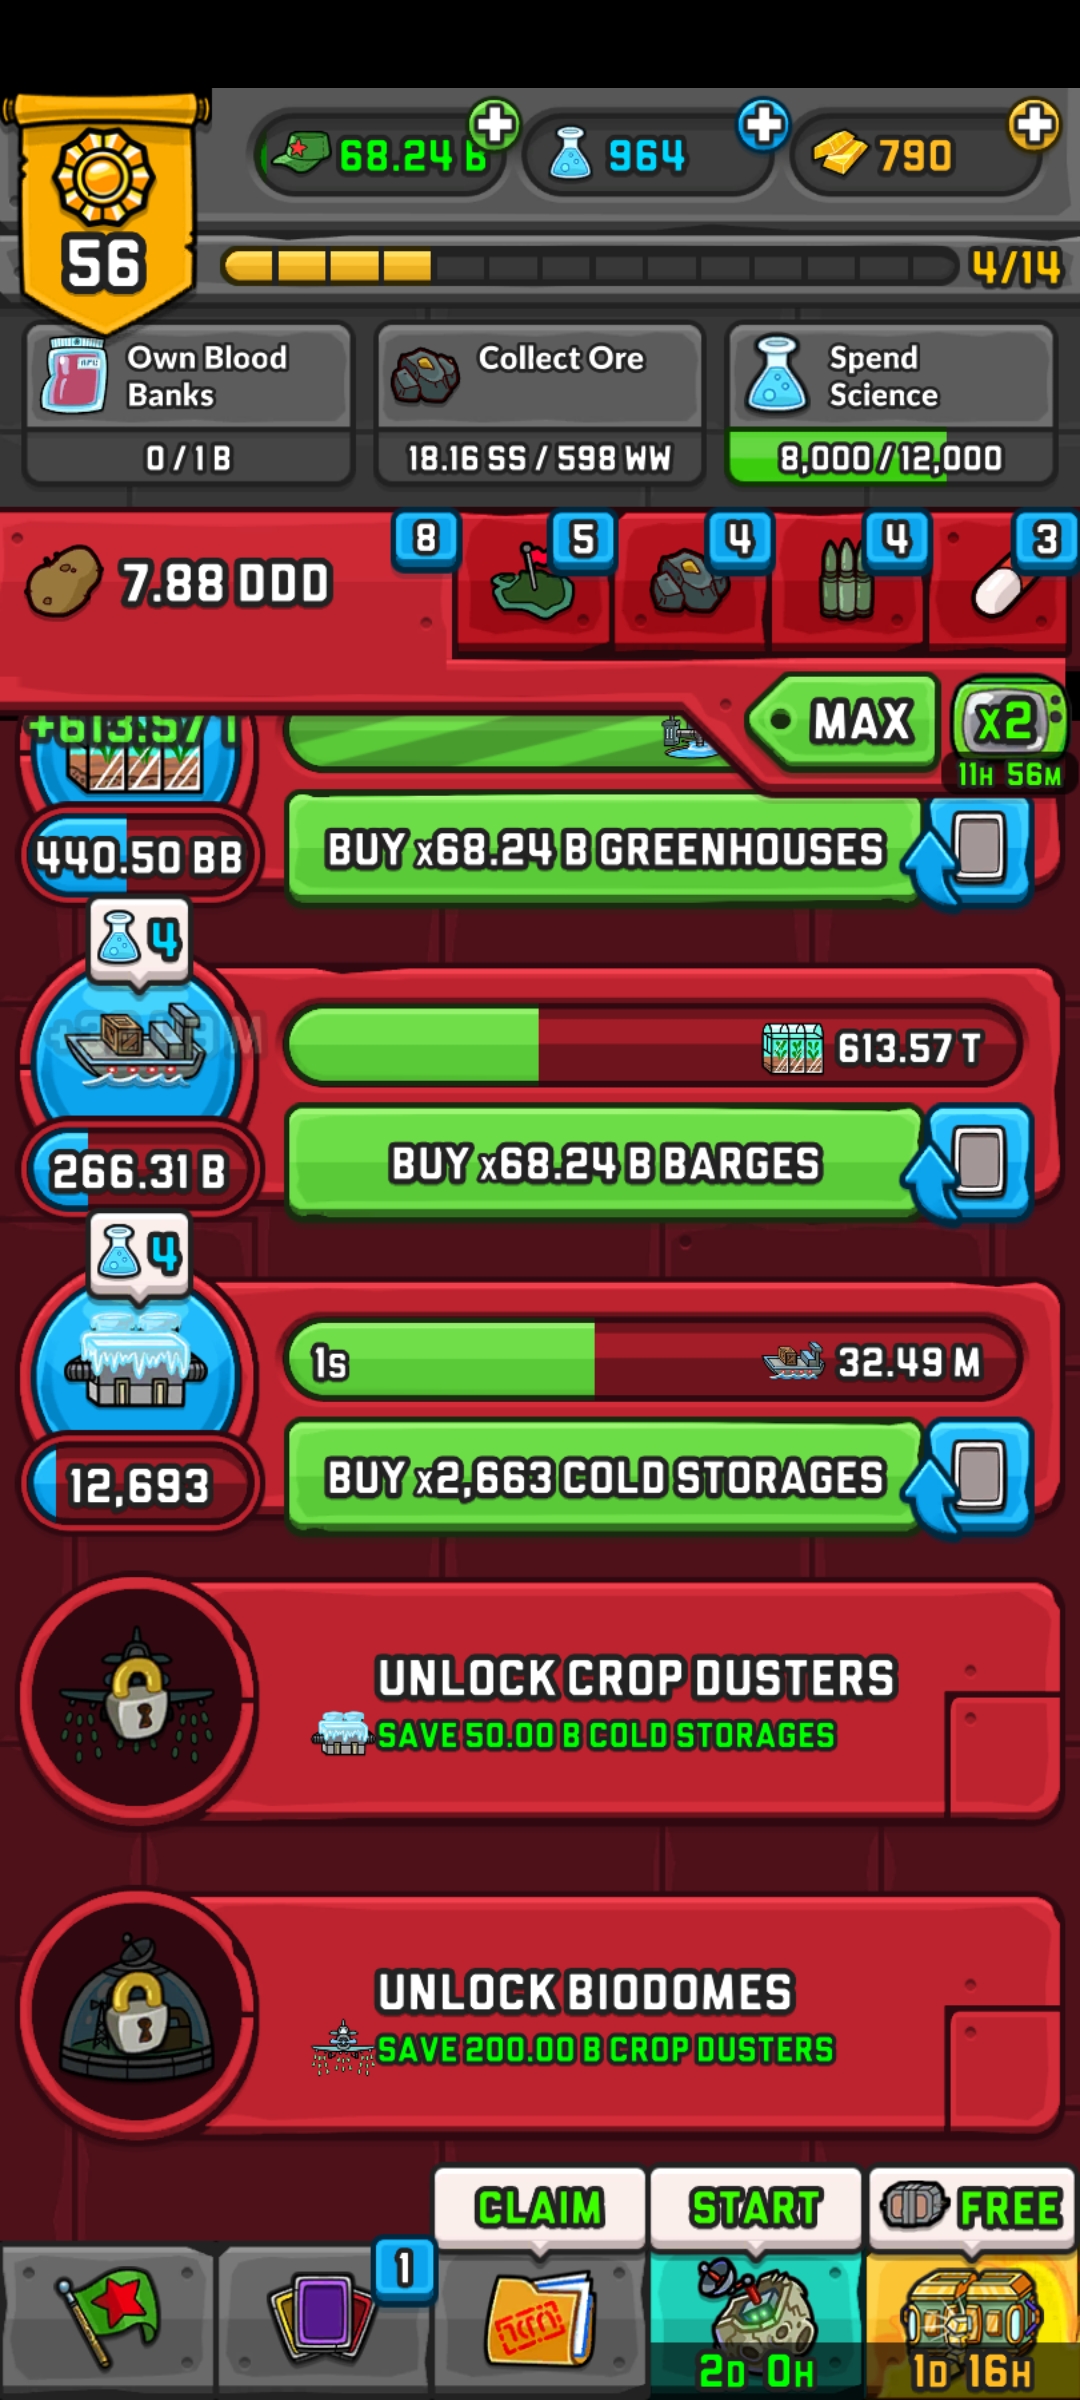 68.24 B
964
790
56
4/14
Own Blood
Banks
0 / 1 B
Collect Ore
18.16 SS / 598 WW
Spend
Science
8,000 / 12,000
7.88 DDD
8
5
4
4
3
MAX
x2
11H 56M
+613.57 T
440.50 BB
BUY x68.24 B GREENHOUSES
4
613.57 T
266.31 B
BUY x68.24 B BARGES
4
1s
32.49 M
12,693
BUY x2,663 COLD STORAGES
UNLOCK CROP DUSTERS
SAVE 50.00 B COLD STORAGES
UNLOCK BIODOMES
SAVE 200.00 B CROP DUSTERS
CLAIM
START
FREE
1
2D 0H
1D 16H